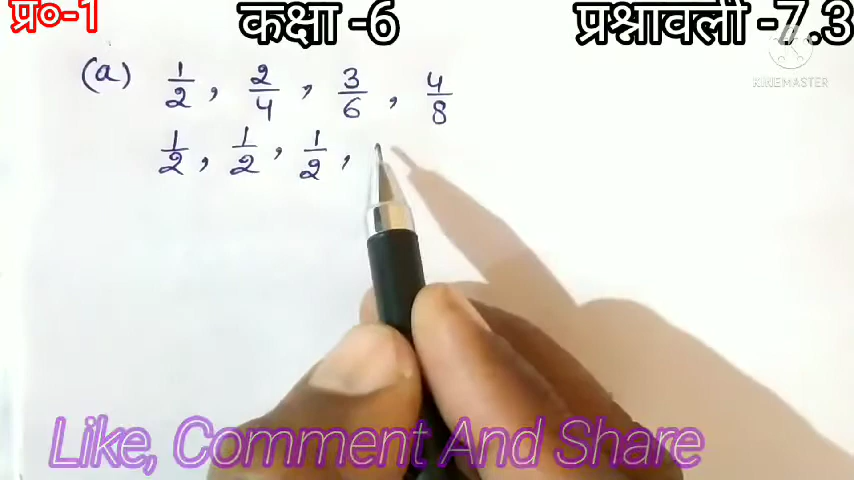 प्र०-1 कक्षा -6 प्रश्नावली -7.3
KINEMASTER
(a) 1/2, 2/4, 3/6, 4/8
1/2, 1/2, 1/2,
Like, Comment And Share